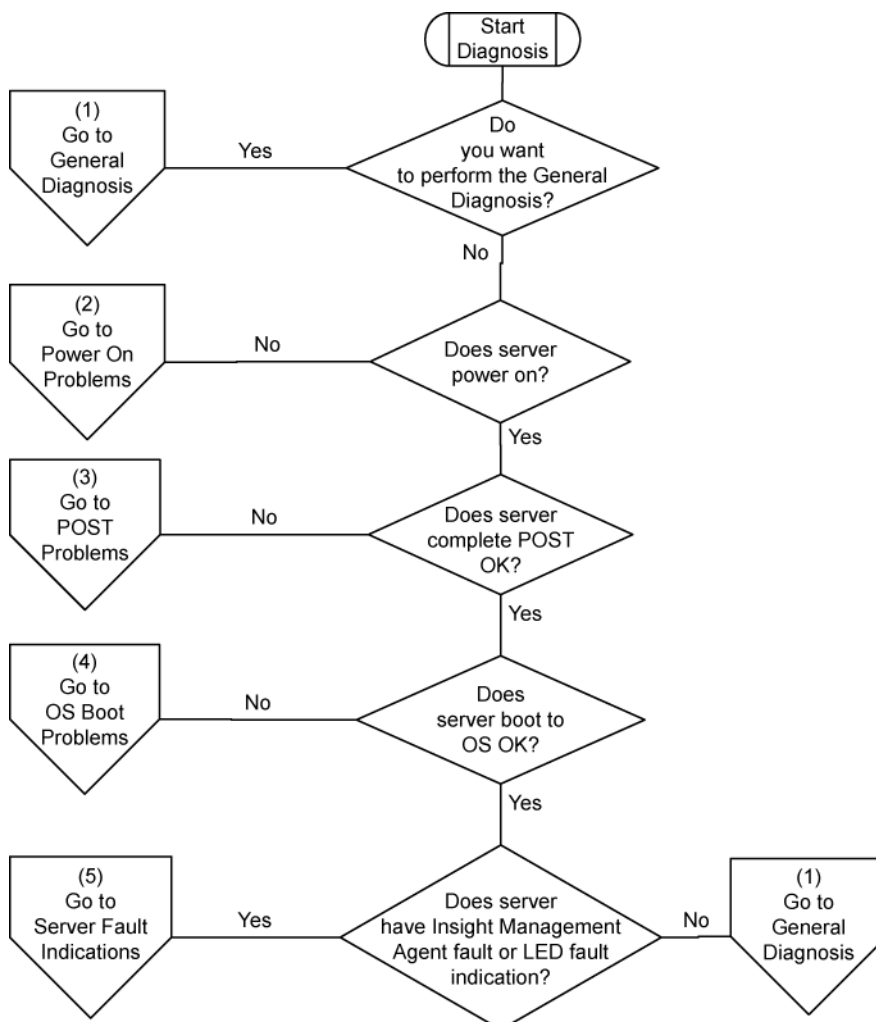 Start
Diagnosis
(1)
Go to
General
Diagnosis
Yes
Do
you want
to perform the General
Diagnosis?
No
(2)
Go to
Power On
Problems
No
Does server
power on?
Yes
(3)
Go to
POST
Problems
No
Does server
complete POST
OK?
Yes
(4)
Go to
OS Boot
Problems
No
Does
server boot to
OS OK?
Yes
(5)
Go to
Server Fault
Indications
Yes
Does server
have Insight Management
Agent fault or LED fault
indication?
No
(1)
Go to
General
Diagnosis